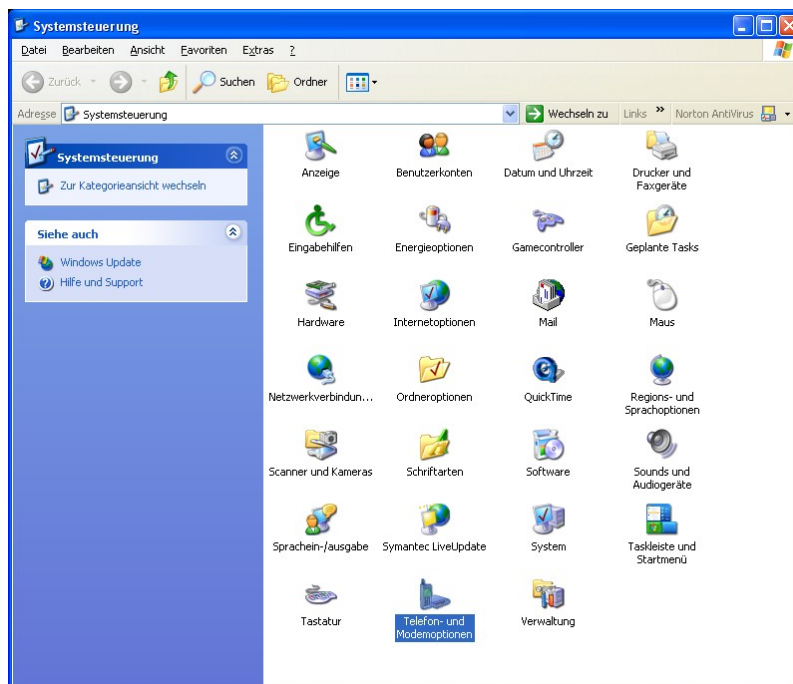 Systemsteuerung
Datei Bearbeiten Ansicht Favoriten Extras ?
Zurück Suchen Ordner
Adresse Systemsteuerung Wechseln zu Links » Norton AntiVirus
Systemsteuerung
Zur Kategorieansicht wechseln
Siehe auch
Windows Update
Hilfe und Support
Anzeige Benutzerkonten Datum und Uhrzeit Drucker und
Faxgeräte
Eingabehilfen Energieoptionen Gamecontroller Geplante Tasks
Hardware Internetoptionen Mail Maus
Netzwerkverbindun... Ordneroptionen QuickTime Regions- und
Sprachoptionen
Scanner und Kameras Schriftarten Software Sounds und
Audiogeräte
Sprachein-/ausgabe Symantec LiveUpdate System Taskleiste und
Startmenü
Tastatur Telefon- und Verwaltung
Modemoptionen